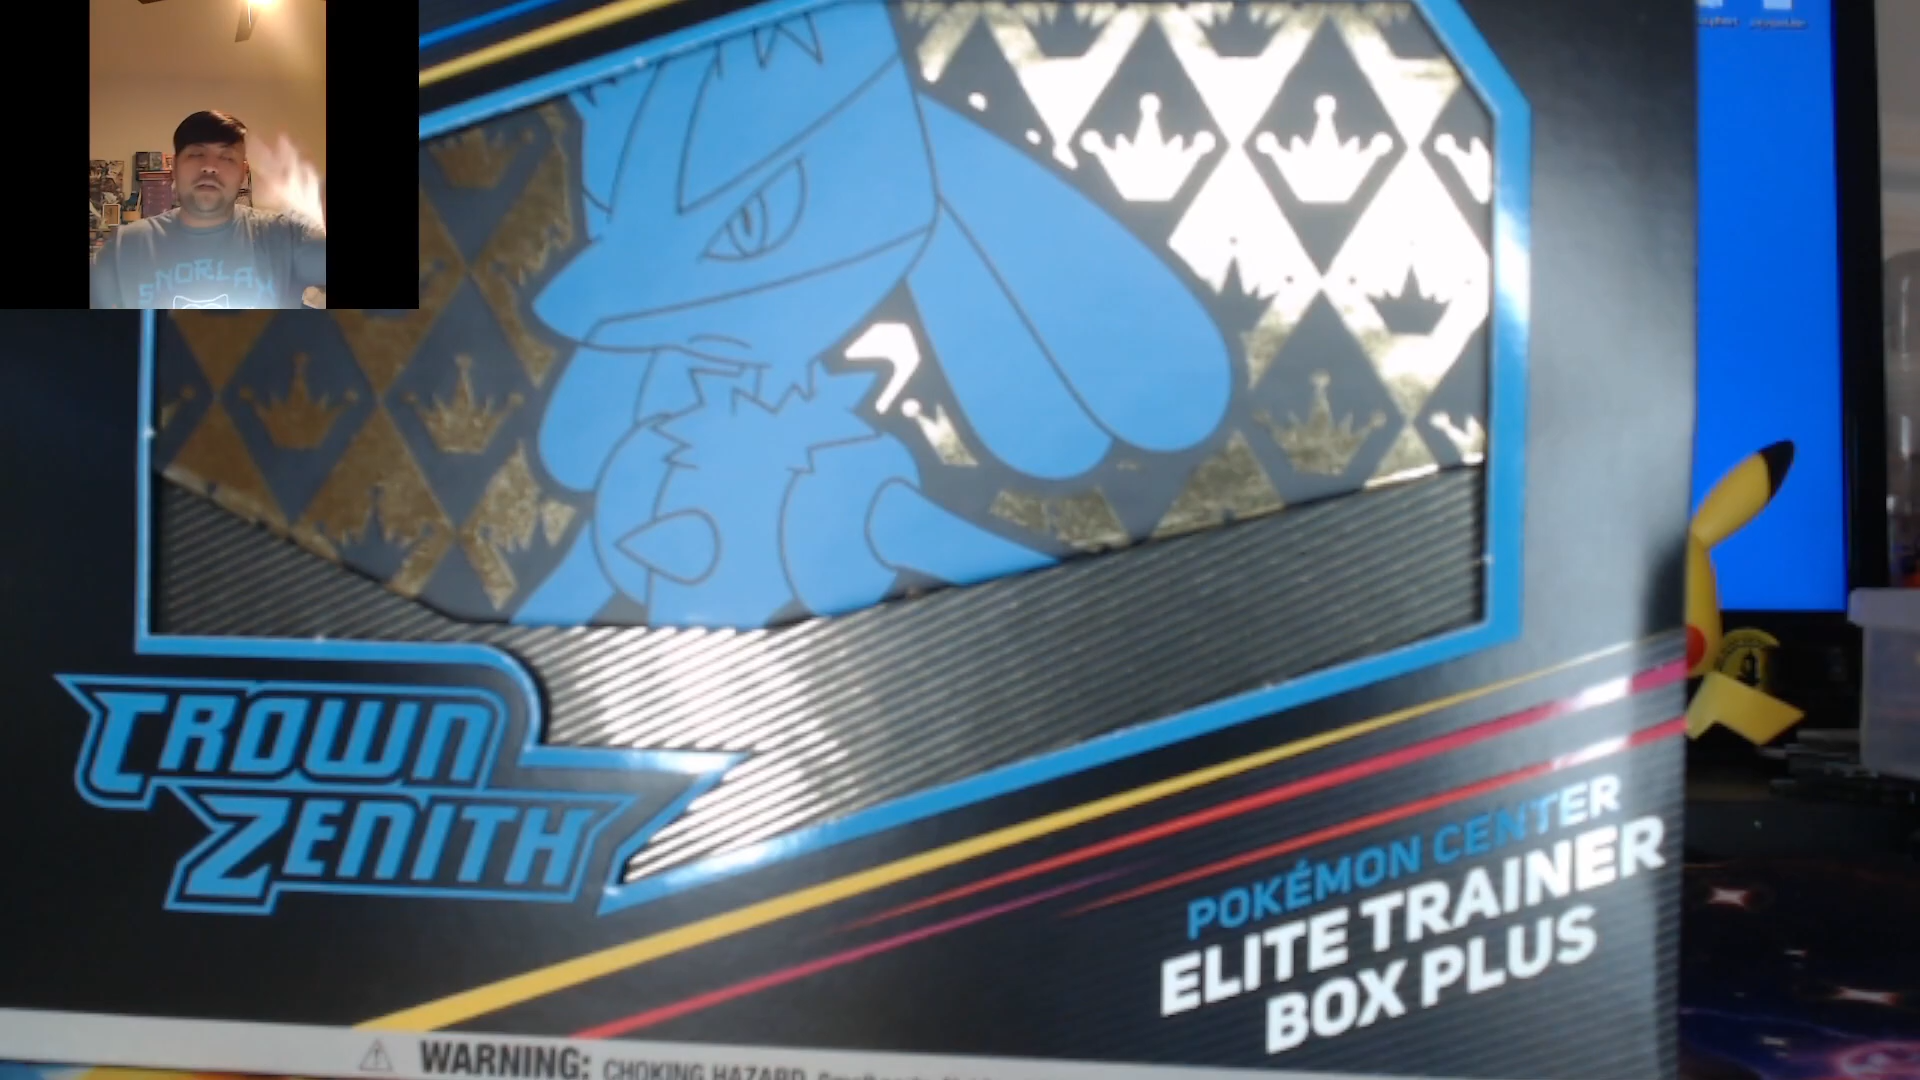 SNORLAX
CROWN
ZENITH
POKÉMON CENTER
ELITE TRAINER
BOX PLUS
WARNING: CHOKING HAZARD